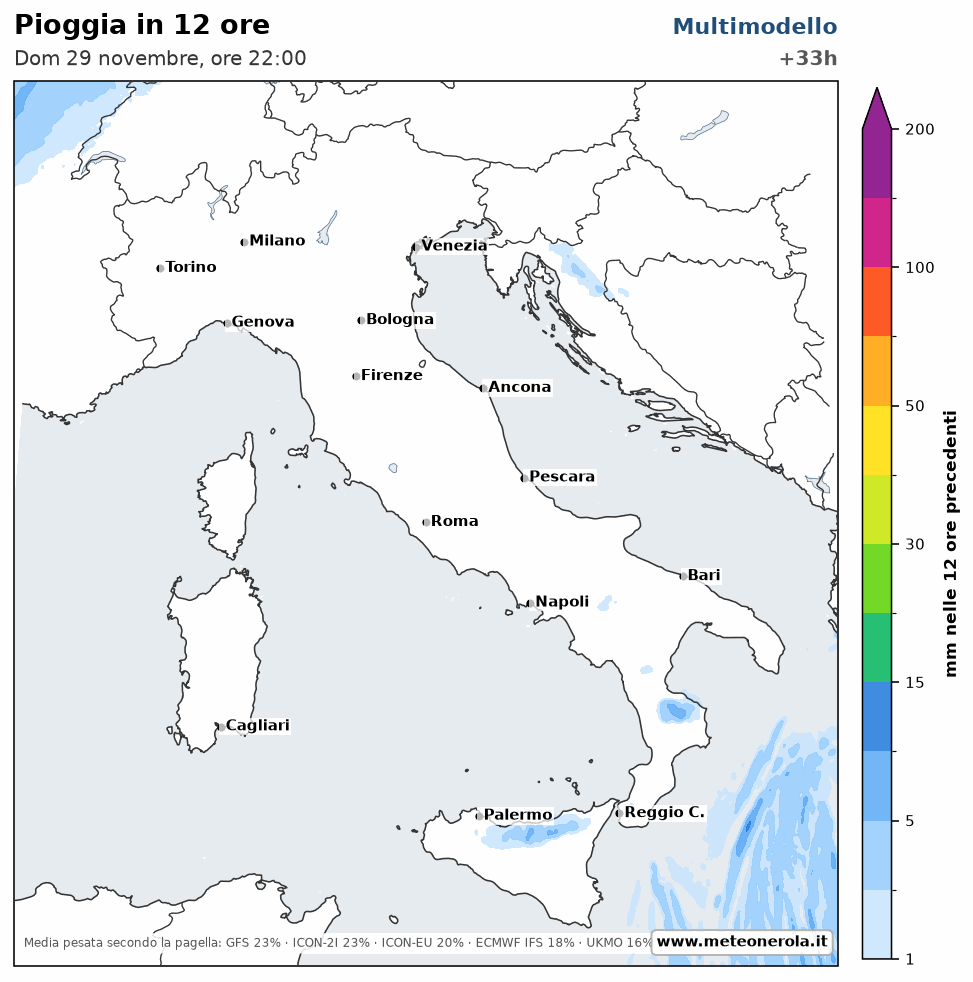 Pioggia in 12 ore
Multimodello
Dom 29 novembre, ore 22:00
+33h
200
Milano
Venezia
Torino
100
Genova
Bologna
Firenze
Ancona
50
Pescara
Roma
30
Bari
Napoli
mm nelle 12 ore precedenti
15
Cagliari
Palermo
Reggio C.
5
Media pesata secondo la pagella: GFS 23% · ICON-2I 23% · ICON-EU 20% · ECMWF IFS 18% · UKMO 16%
www.meteonerola.it
1